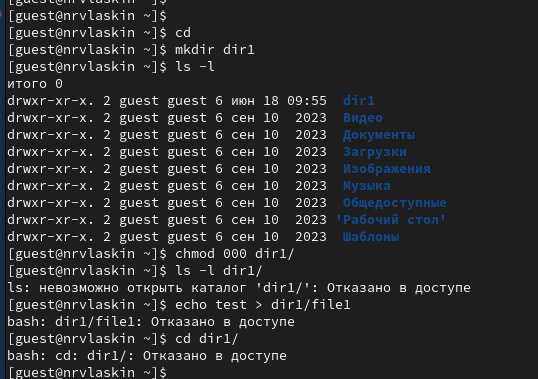 [guest@nrvlaskin ~]$
[guest@nrvlaskin ~]$
[guest@nrvlaskin ~]$ cd
[guest@nrvlaskin ~]$ mkdir dir1
[guest@nrvlaskin ~]$ ls -l
итого 0
drwxr-xr-x. 2 guest guest 6 июн 18 09:55  dir1
drwxr-xr-x. 2 guest guest 6 сен 10  2023  Видео
drwxr-xr-x. 2 guest guest 6 сен 10  2023  Документы
drwxr-xr-x. 2 guest guest 6 сен 10  2023  Загрузки
drwxr-xr-x. 2 guest guest 6 сен 10  2023  Изображения
drwxr-xr-x. 2 guest guest 6 сен 10  2023  Музыка
drwxr-xr-x. 2 guest guest 6 сен 10  2023  Общедоступные
drwxr-xr-x. 2 guest guest 6 сен 10  2023 'Рабочий стол'
drwxr-xr-x. 2 guest guest 6 сен 10  2023  Шаблоны
[guest@nrvlaskin ~]$ chmod 000 dir1/
[guest@nrvlaskin ~]$ ls -l dir1/
ls: невозможно открыть каталог 'dir1/': Отказано в доступе
[guest@nrvlaskin ~]$ echo test > dir1/file1
bash: dir1/file1: Отказано в доступе
[guest@nrvlaskin ~]$ cd dir1/
bash: cd: dir1/: Отказано в доступе
[guest@nrvlaskin ~]$